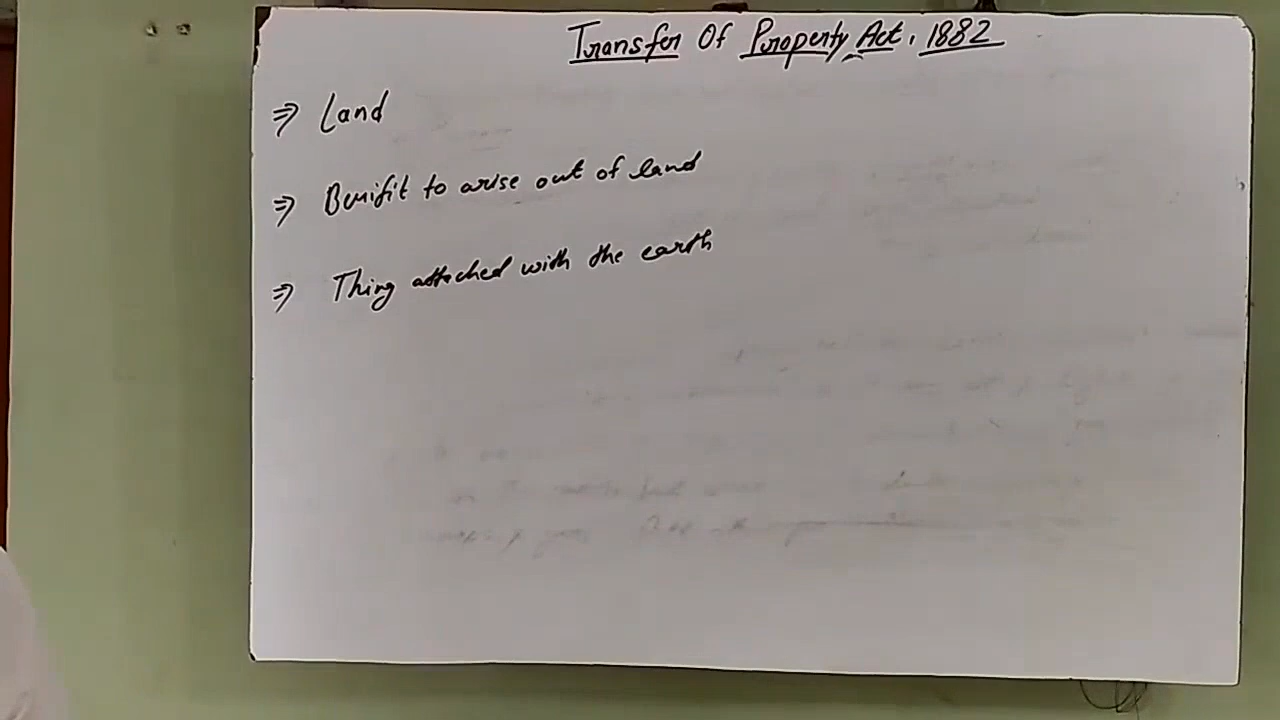 Transfer Of Property Act, 1882
⇒ Land
⇒ Benifit to arise out of land
⇒ Thing attached with the earth